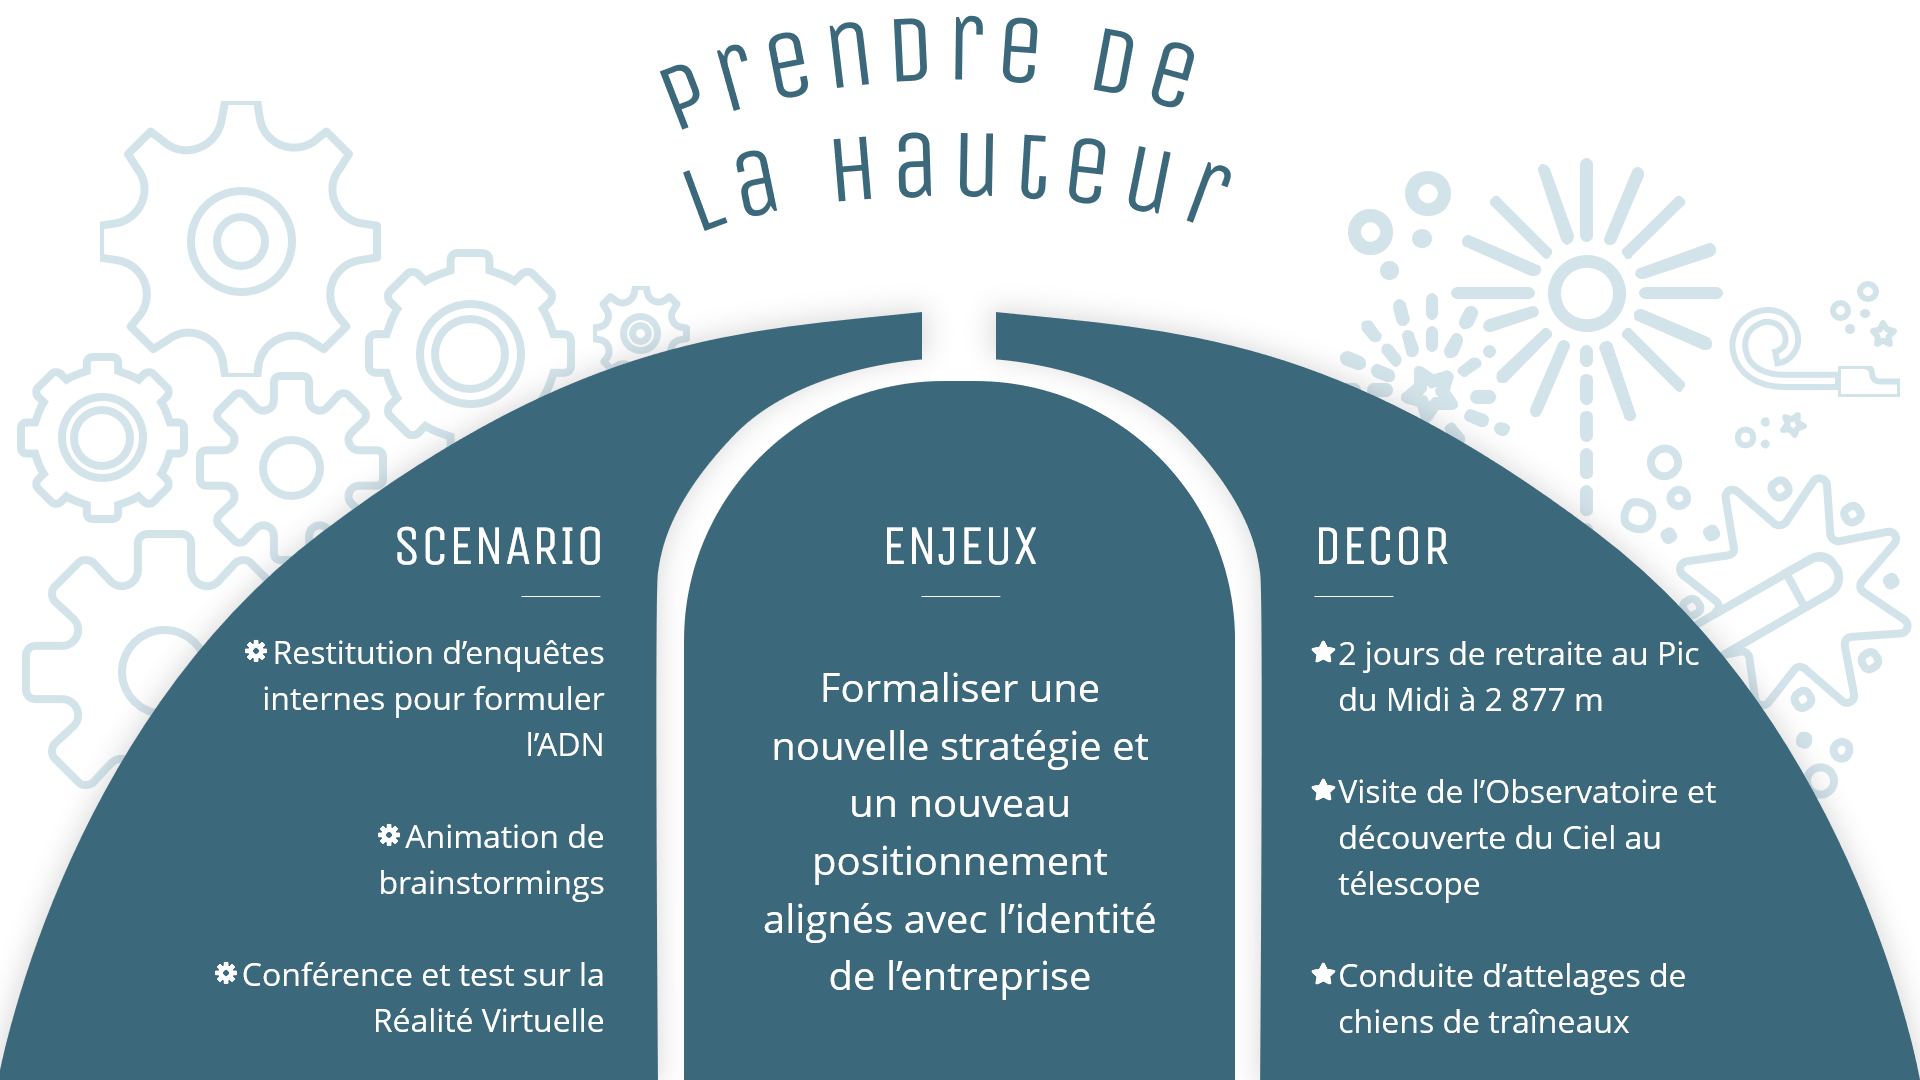 Prendre de
La Hauteur
SCENARIO
Restitution d’enquêtes
internes pour formuler
l’ADN
Animation de
brainstormings
Conférence et test sur la
Réalité Virtuelle
ENJEUX
Formaliser une
nouvelle stratégie et
un nouveau
positionnement
alignés avec l’identité
de l’entreprise
DECOR
2 jours de retraite au Pic
du Midi à 2 877 m
Visite de l’Observatoire et
découverte du Ciel au
télescope
Conduite d’attelages de
chiens de traîneaux